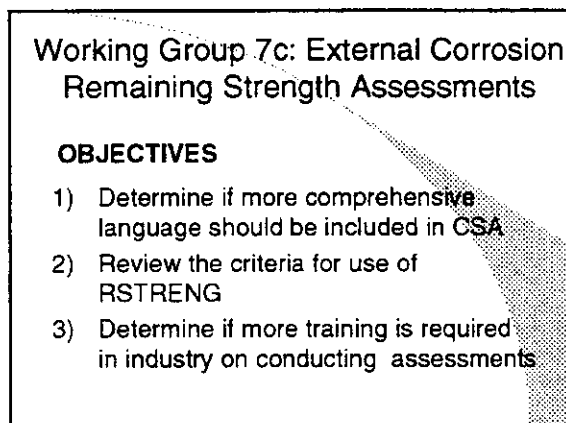 Working Group 7c: External Corrosion
Remaining Strength Assessments
OBJECTIVES
1) Determine if more comprehensive
language should be included in CSA
2) Review the criteria for use of
RSTRENG
3) Determine if more training is required
in industry on conducting assessments